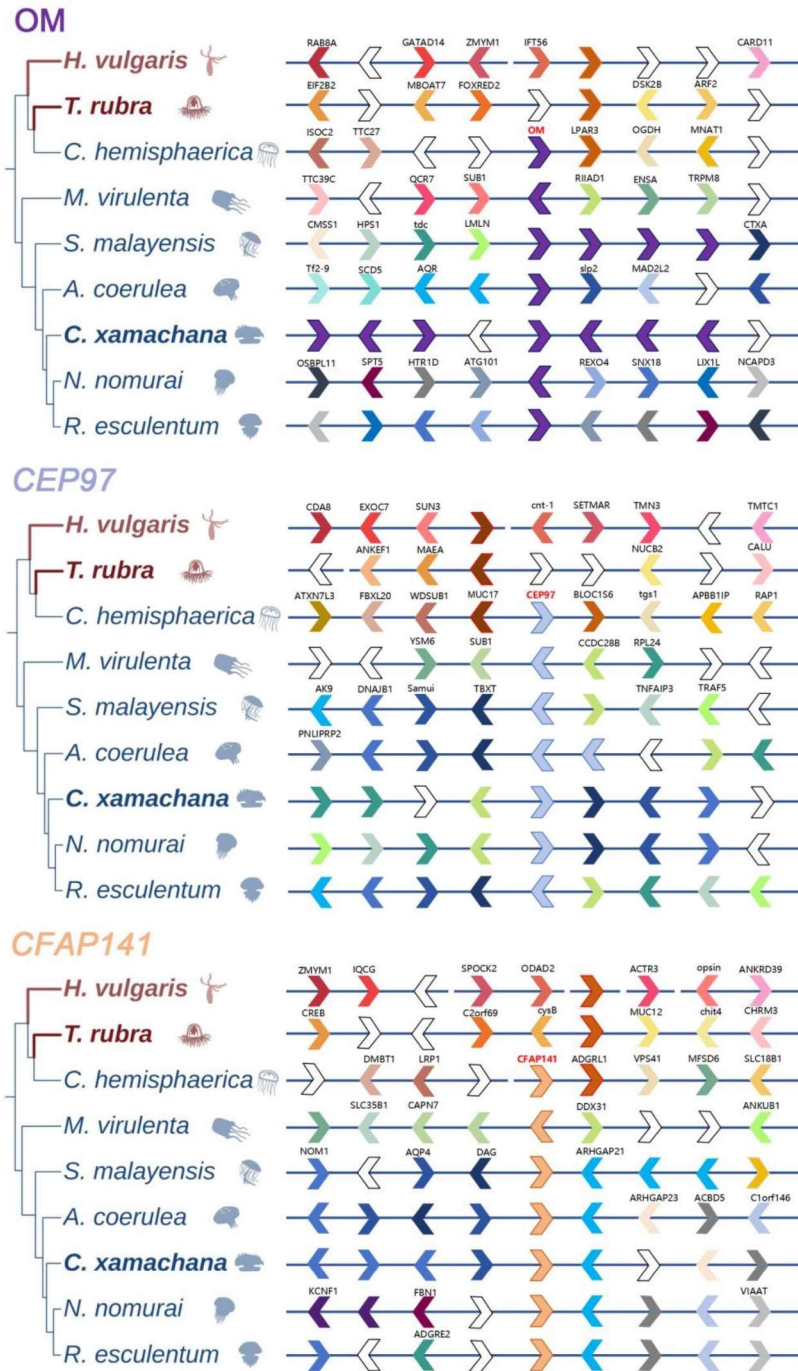 OM
RAB8A GATAD14 ZMYM1 IFT56 CARD11
H. vulgaris
EIF2B2 MBOAT7 FOXRED2 DSK2B ARF2
T. rubra
ISOC2 TTC27 OM LPAR3 OGDH MNAT1
C. hemisphaerica
TTC39C QCR7 SUB1 RIIAD1 ENSA TRPM8
M. virulenta
CMSS1 HPS1 tdc LMLN CTXA
S. malayensis
Tf2-9 SCD5 AQR slp2 MAD2L2
A. coerulea
C. xamachana
OSBPL11 SPT5 HTR1D ATG101 REXO4 SNX18 LIX1L NCAPD3
N. nomurai
R. esculentum
CEP97
CDA8 EXOC7 SUN3 cnt-1 SETMAR TMN3 TMTC1
H. vulgaris
ANKEF1 MAEA NUCB2 CALU
T. rubra
ATXN7L3 FBXL20 WDSUB1 MUC17 CEP97 BLOC1S6 tgs1 APBB1IP RAP1
C. hemisphaerica
YSM6 SUB1 CCDC28B RPL24
M. virulenta
AK9 DNAJB1 Samui TBXT TNFAIP3 TRAF5
S. malayensis
PNLIPRP2
A. coerulea
C. xamachana
N. nomurai
R. esculentum
CFAP141
ZMYM1 IQCG SPOCK2 ODAD2 ACTR3 opsin ANKRD39
H. vulgaris
CREB C2orf69 cysB MUC12 chit4 CHRM3
T. rubra
DMBT1 LRP1 CFAP141 ADGRL1 VPS41 MFSD6 SLC18B1
C. hemisphaerica
SLC35B1 CAPN7 DDX31 ANKUB1
M. virulenta
NOM1 AQP4 DAG ARHGAP21
S. malayensis
ARHGAP23 ACBD5 C1orf146
A. coerulea
C. xamachana
KCNF1 FBN1 VIAAT
N. nomurai
ADGRE2
R. esculentum